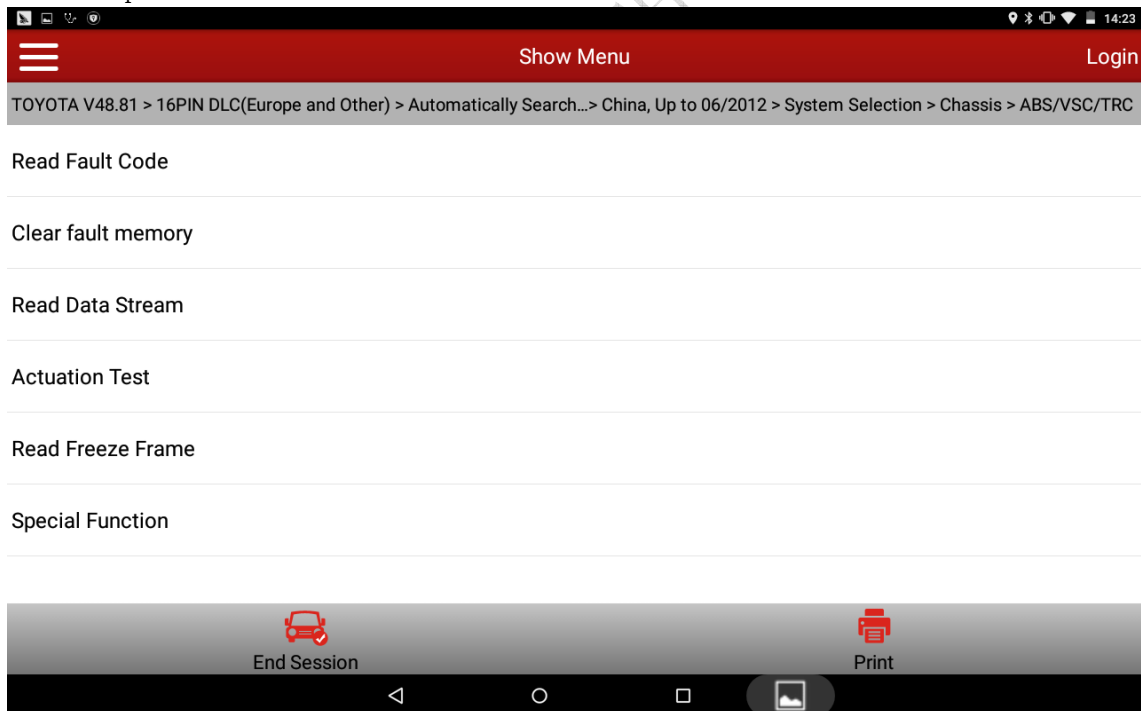 14:23
Show Menu
Login
TOYOTA V48.81 > 16PIN DLC(Europe and Other) > Automatically Search...> China, Up to 06/2012 > System Selection > Chassis > ABS/VSC/TRC
Read Fault Code
Clear fault memory
Read Data Stream
Actuation Test
Read Freeze Frame
Special Function
End Session
Print